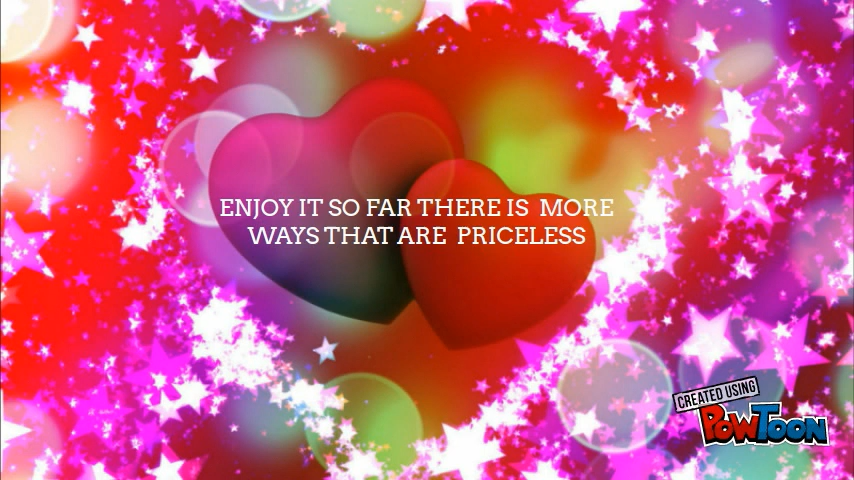 ENJOY IT SO FAR THERE IS MORE
WAYS THAT ARE PRICELESS
CREATED USING
POWTOON